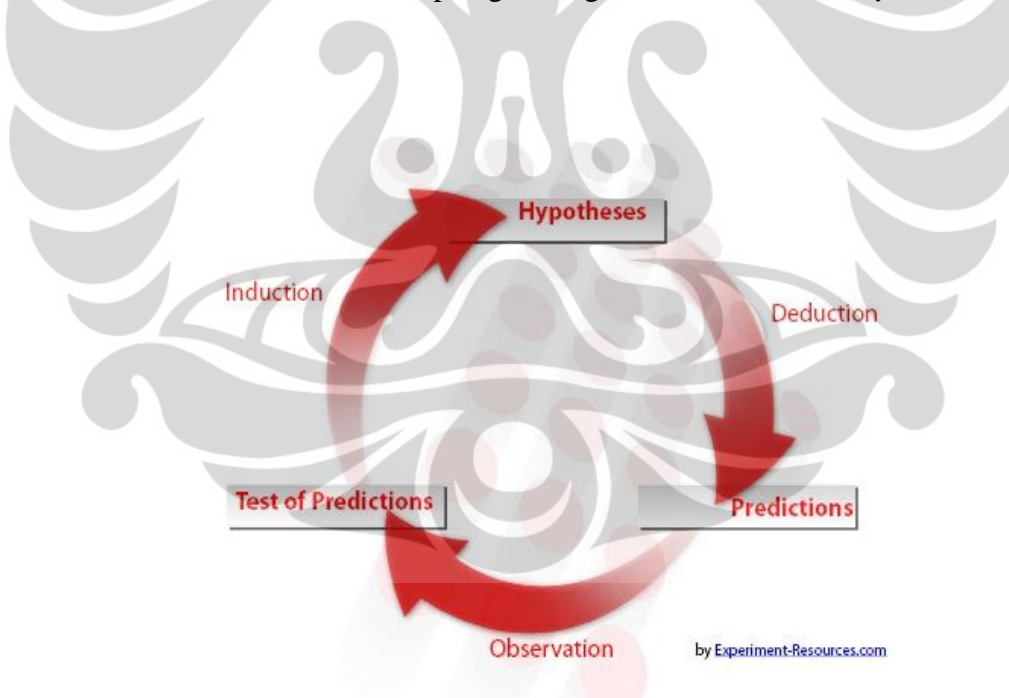 Hypotheses
Induction
Deduction
Test of Predictions
Predictions
Observation
by Experiment-Resources.com